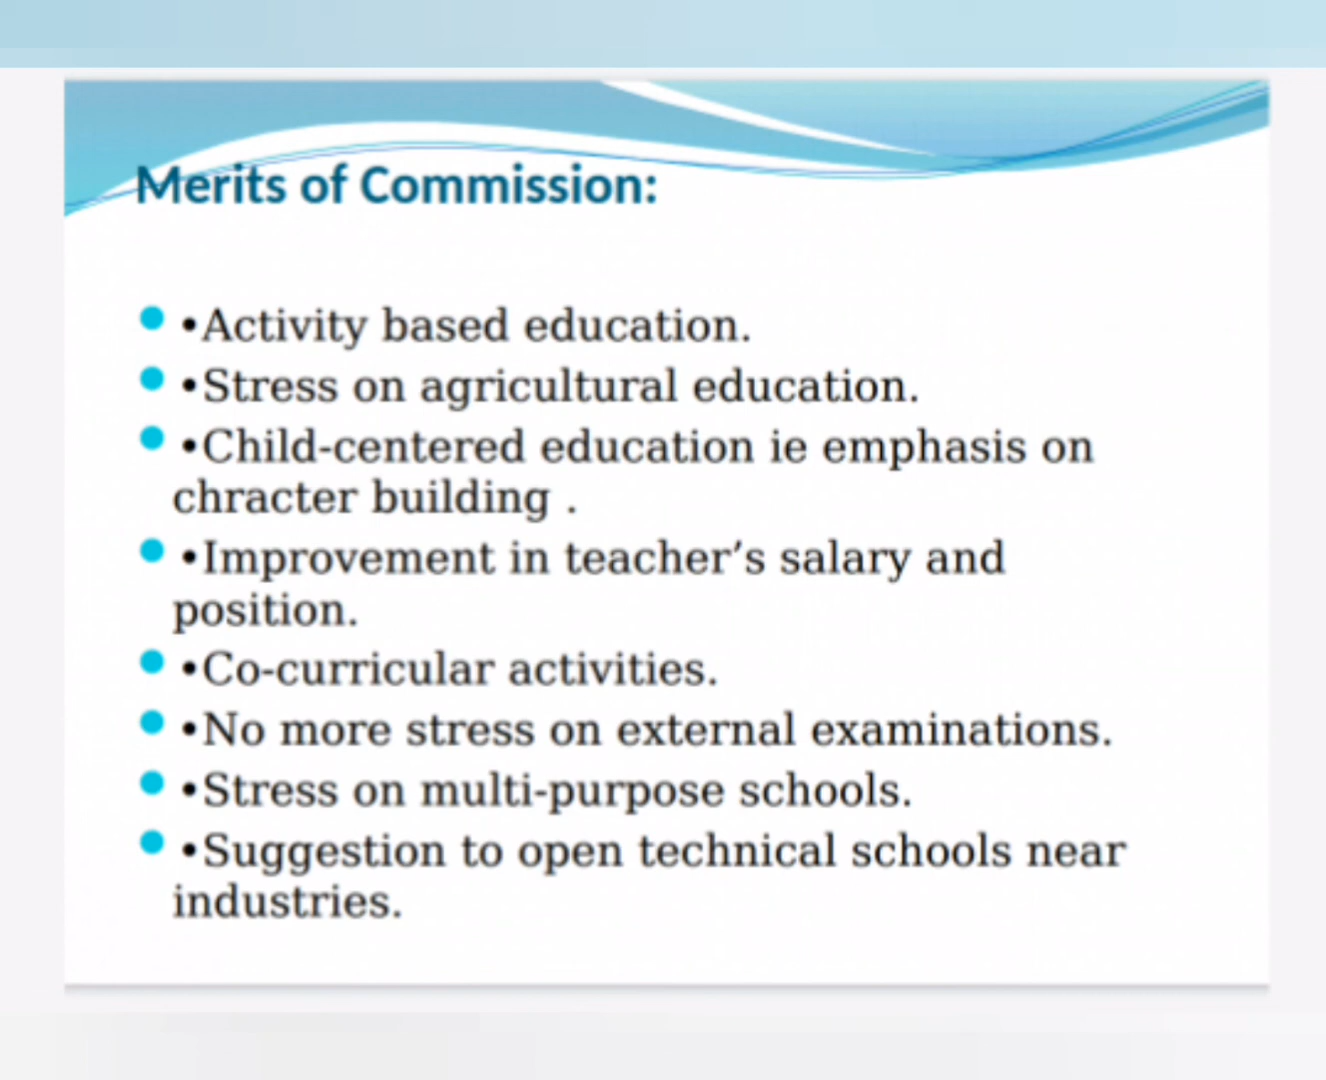 Merits of Commission:
•Activity based education.
•Stress on agricultural education.
•Child-centered education ie emphasis on
chracter building .
•Improvement in teacher’s salary and
position.
•Co-curricular activities.
•No more stress on external examinations.
•Stress on multi-purpose schools.
•Suggestion to open technical schools near
industries.